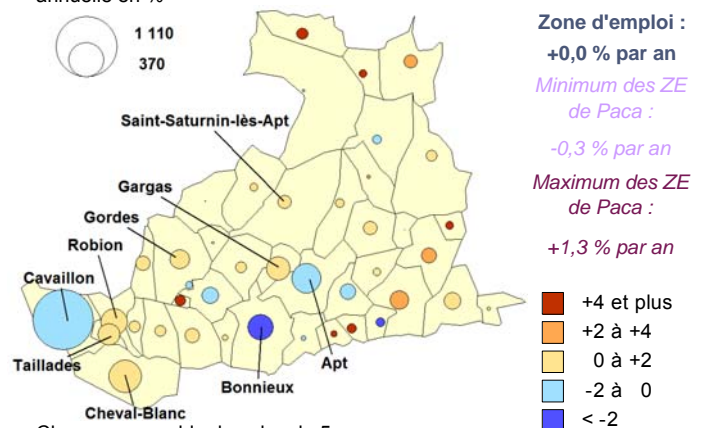 annuelle en %
1 110
370
Zone d'emploi :
+0,0 % par an
Minimum des ZE
de Paca :
-0,3 % par an
Maximum des ZE
de Paca :
+1,3 % par an
Saint-Saturnin-lès-Apt
Gargas
Gordes
Robion
Cavaillon
Taillades
Cheval-Blanc
Bonnieux
Apt
+4 et plus
+2 à +4
0 à +2
-2 à 0
< -2